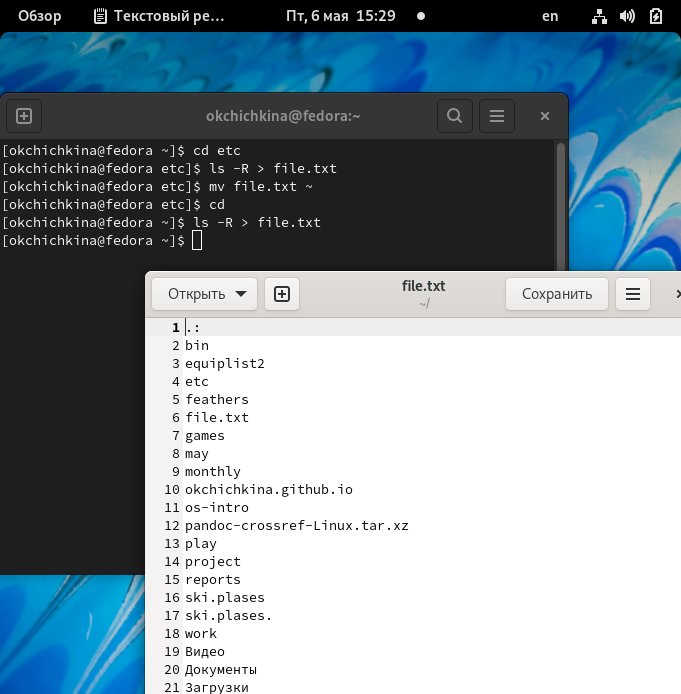 Обзор Текстовый ре... Пт, 6 мая 15:29 en
okchichkina@fedora:~
[okchichkina@fedora ~]$ cd etc
[okchichkina@fedora etc]$ ls -R > file.txt
[okchichkina@fedora etc]$ mv file.txt ~
[okchichkina@fedora etc]$ cd
[okchichkina@fedora ~]$ ls -R > file.txt
[okchichkina@fedora ~]$
Открыть file.txt Сохранить
~/
1 .:
2 bin
3 equiplist2
4 etc
5 feathers
6 file.txt
7 games
8 may
9 monthly
10 okchichkina.github.io
11 os-intro
12 pandoc-crossref-Linux.tar.xz
13 play
14 project
15 reports
16 ski.plases
17 ski.plases.
18 work
19 Видео
20 Документы
21 Загрузки